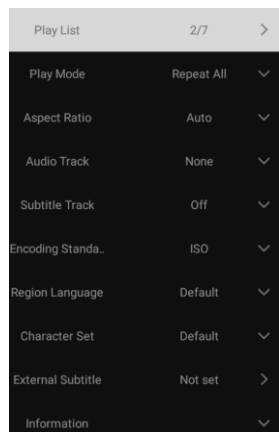 Play List 2/7
Play Mode Repeat All
Aspect Ratio Auto
Audio Track None
Subtitle Track Off
Encoding Standa.. ISO
Region Language Default
Character Set Default
External Subtitle Not set
Information